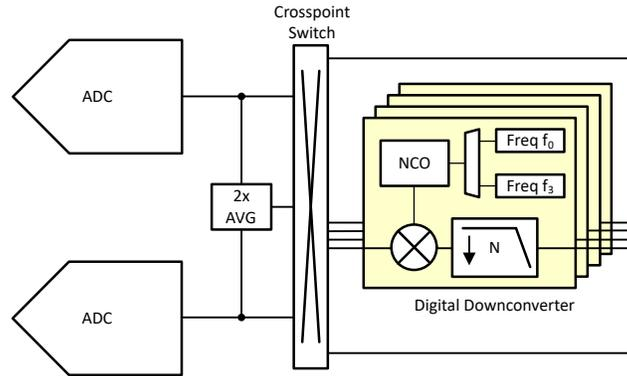 Crosspoint
Switch
ADC
2x
AVG
ADC
NCO
Freq f₀
Freq f₃
N
Digital Downconverter